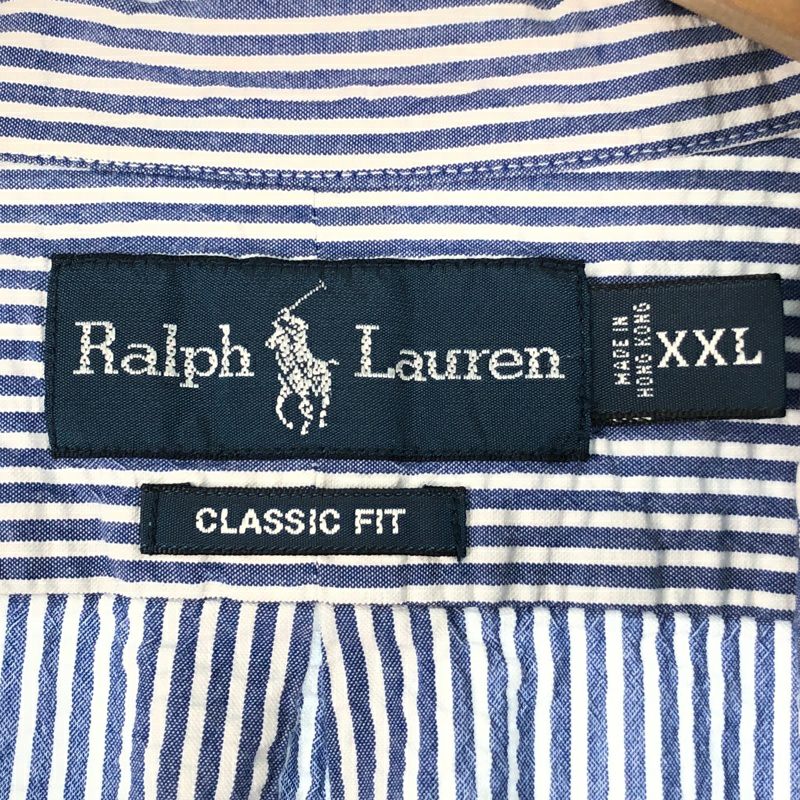 Ralph Lauren
MADE IN
HONG KONG
XXL
CLASSIC FIT